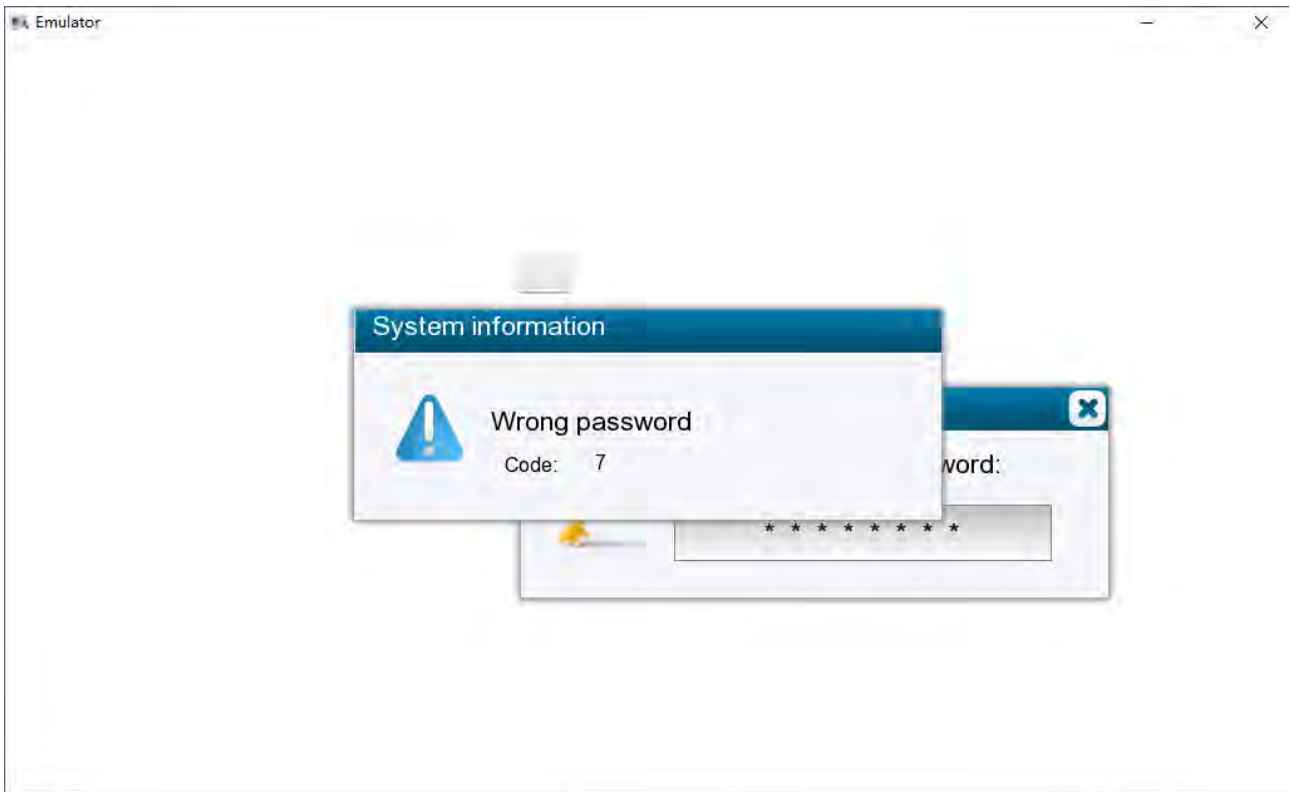 Emulator
System information
Wrong password
Code: 7
word:
* * * * * * * *